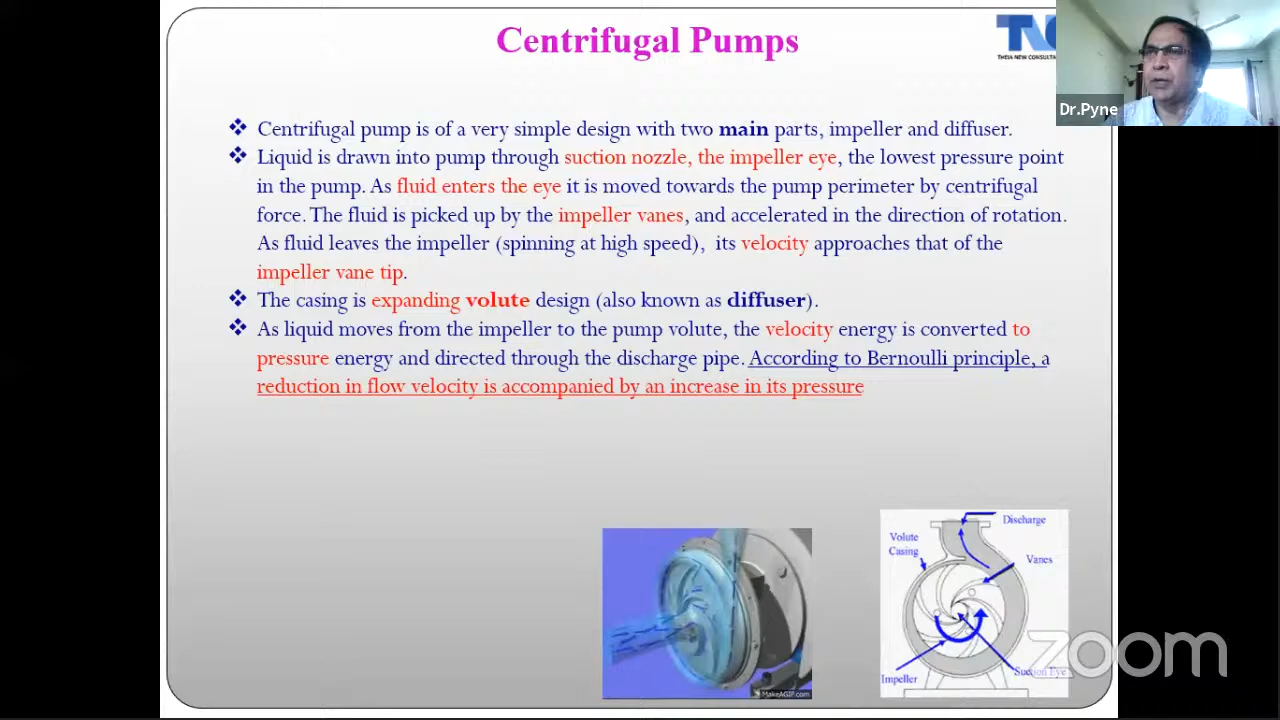 Centrifugal Pumps
THEIA NEW CONSULTA
Dr.Pyne
❖ Centrifugal pump is of a very simple design with two main parts, impeller and diffuser.
❖ Liquid is drawn into pump through suction nozzle, the impeller eye, the lowest pressure point
in the pump. As fluid enters the eye it is moved towards the pump perimeter by centrifugal
force. The fluid is picked up by the impeller vanes, and accelerated in the direction of rotation.
As fluid leaves the impeller (spinning at high speed), its velocity approaches that of the
impeller vane tip.
❖ The casing is expanding volute design (also known as diffuser).
❖ As liquid moves from the impeller to the pump volute, the velocity energy is converted to
pressure energy and directed through the discharge pipe. According to Bernoulli principle, a
reduction in flow velocity is accompanied by an increase in its pressure
Discharge
Volute
Casing
Vanes
Impeller
Suction Eye
MakeAGIF.com
zoom